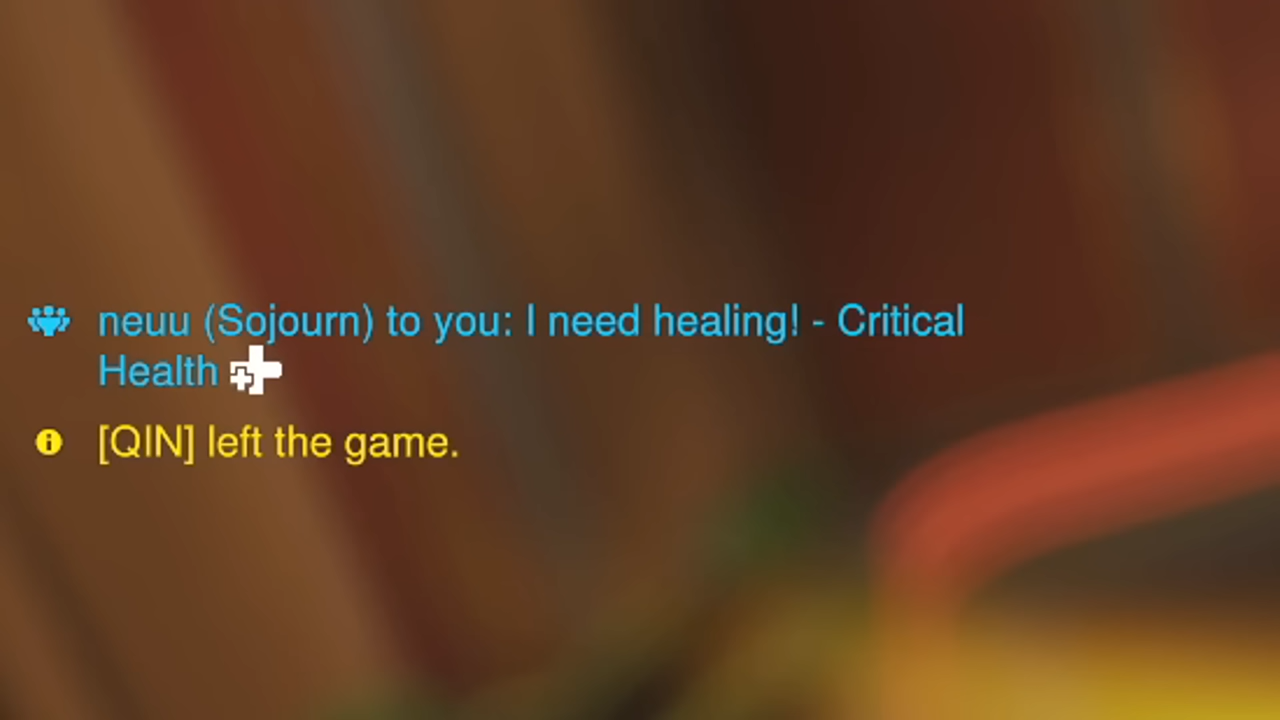 neuu (Sojourn) to you: I need healing! - Critical
Health
[QIN] left the game.